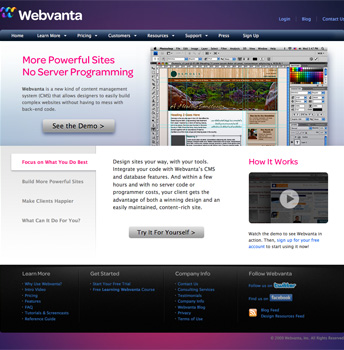 Webvanta
Login Blog Contact Us
Home Learn More Pricing Customers Resources Support Press Sign Up
More Powerful Sites
No Server Programming
Webvanta is a new kind of content management
system (CMS) that allows designers to easily build
complex websites without having to mess with
back-end code.
See the Demo >
Focus on What You Do Best
Build More Powerful Sites
Make Clients Happier
What Can It Do For You?
Design sites your way, with your tools.
Integrate your code with Webvanta's CMS
and database features. And within a few
hours and with no server code or
programmer costs, your client gets the
advantage of both a winning design and an
easily maintained, content-rich site.
Try It For Yourself >
How It Works
Watch the demo to see Webvanta
in action. Then, sign up for your free
account to start using it now!
Learn More
Why Use Webvanta?
Intro Video
Pricing
Features
FAQ
Tutorials & Screencasts
Reference Guide
Get Started
Start Your Free Trial
Free Learning Webvanta Course
Company Info
Contact Us
Consulting Services
Testimonials
Company Info
Webvanta Blog
Privacy
Terms of Use
Follow Webvanta
Follow us on twitter
Find us on facebook
Blog Feed
Design Resources Feed
© 2009 Webvanta, Inc. All Rights Reserved